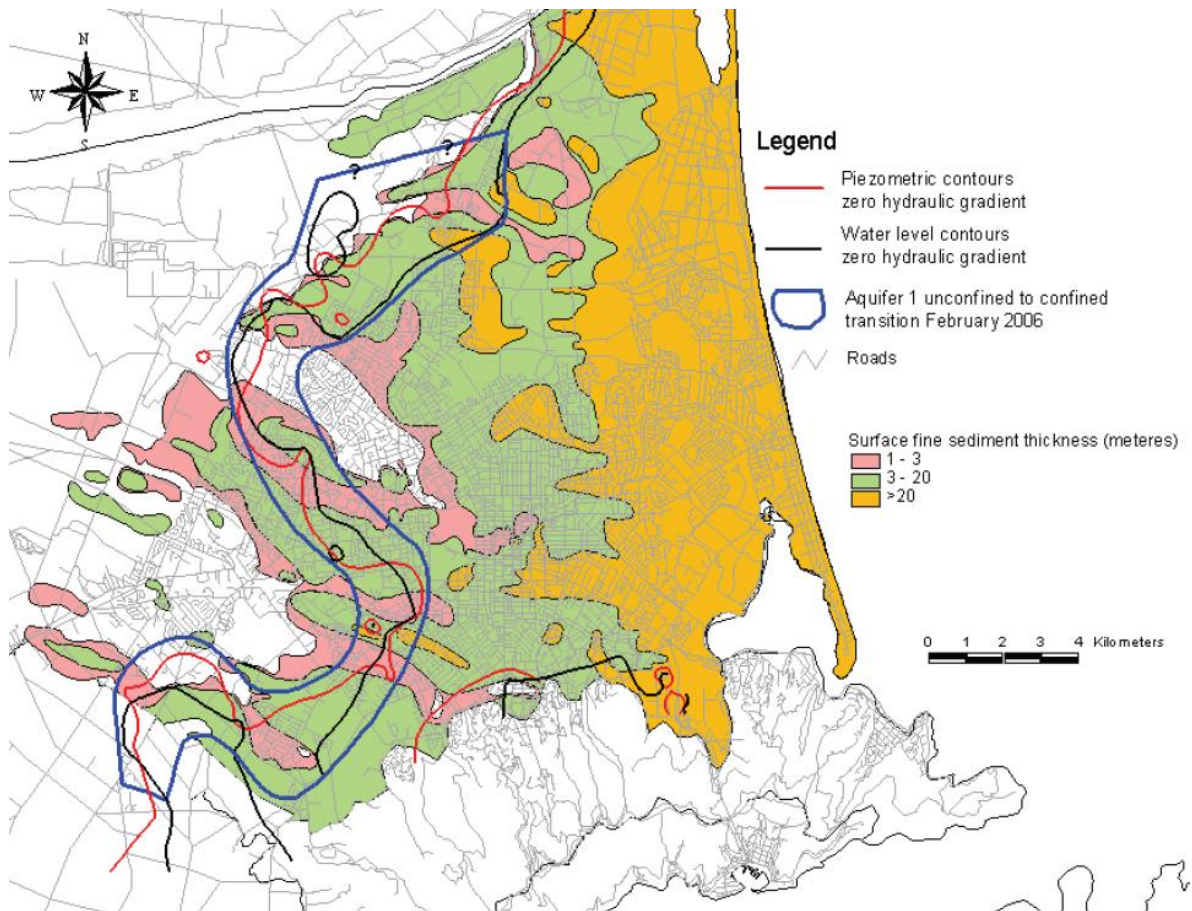 N
W E
S
?
?
Legend
Piezometric contours
zero hydraulic gradient
Water level contours
zero hydraulic gradient
Aquifer 1 unconfined to confined
transition February 2006
Roads
Surface fine sediment thickness (meteres)
1 - 3
3 - 20
>20
0 1 2 3 4 Kilometers